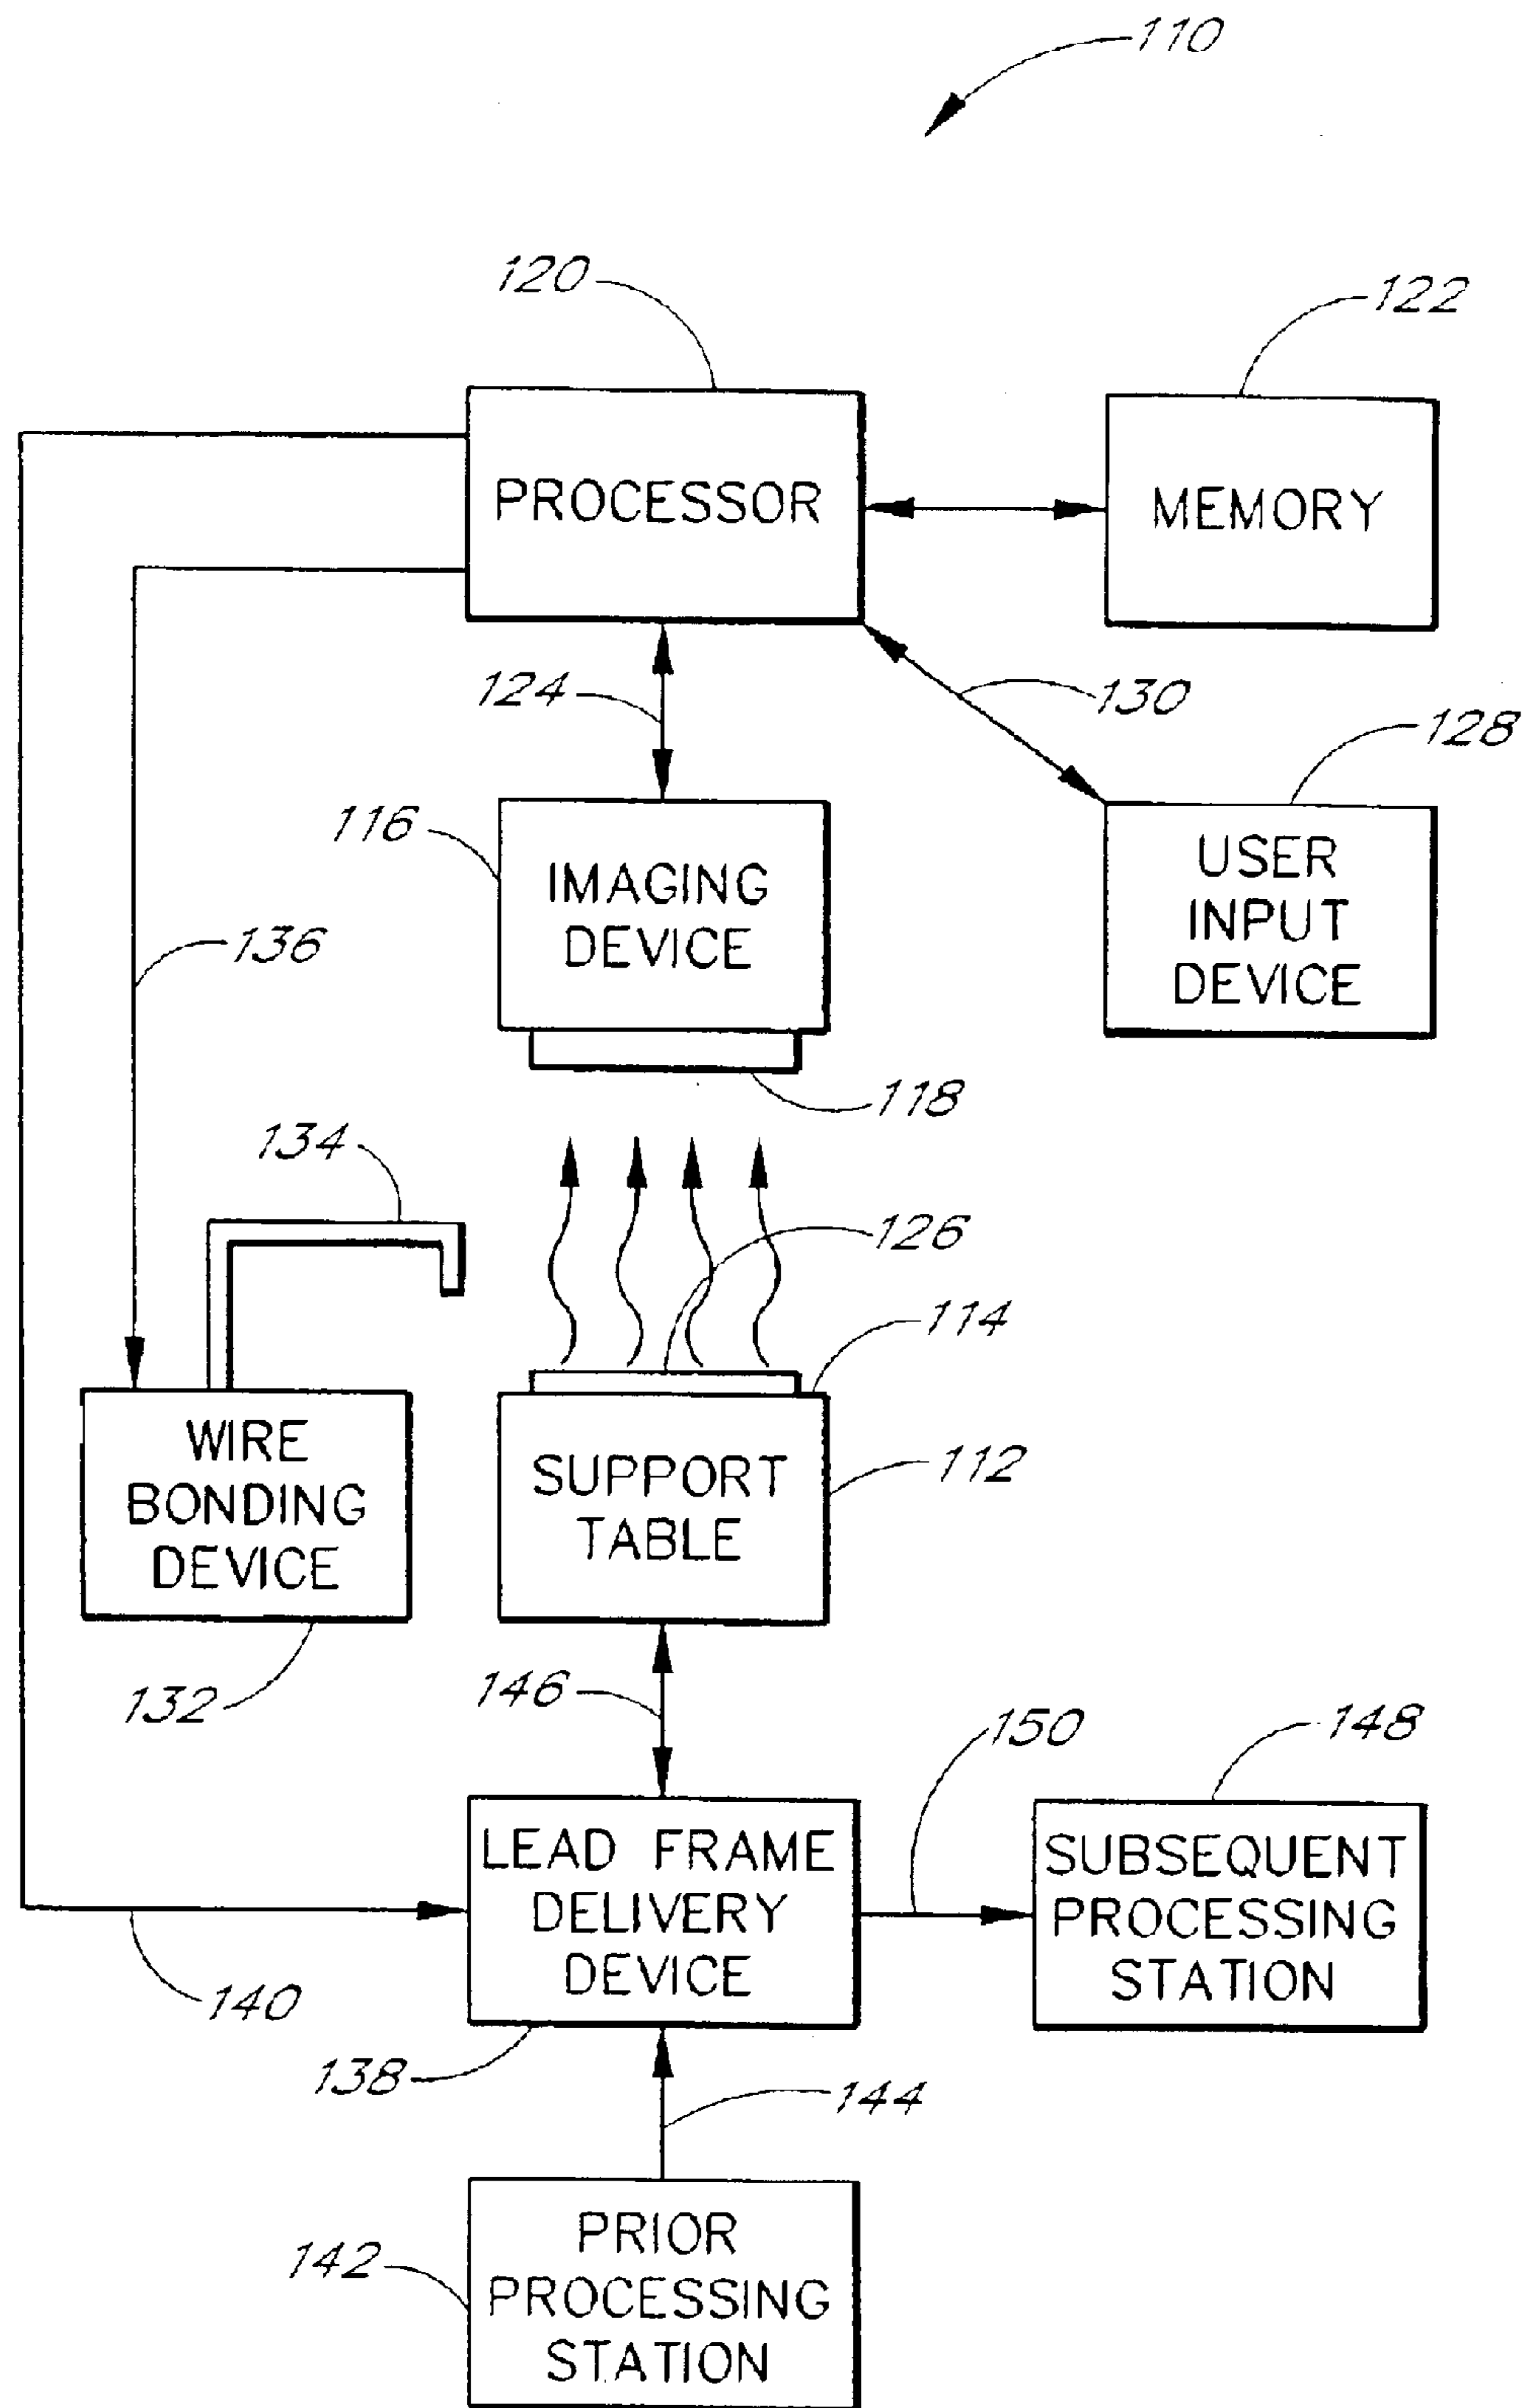 110
120
122
PROCESSOR
MEMORY
124
130
128
116
IMAGING
DEVICE
USER
INPUT
DEVICE
136
118
134
126
114
WIRE
BONDING
DEVICE
SUPPORT
TABLE
112
132
146
150
148
LEAD FRAME
DELIVERY
DEVICE
SUBSEQUENT
PROCESSING
STATION
140
138
144
142
PRIOR
PROCESSING
STATION